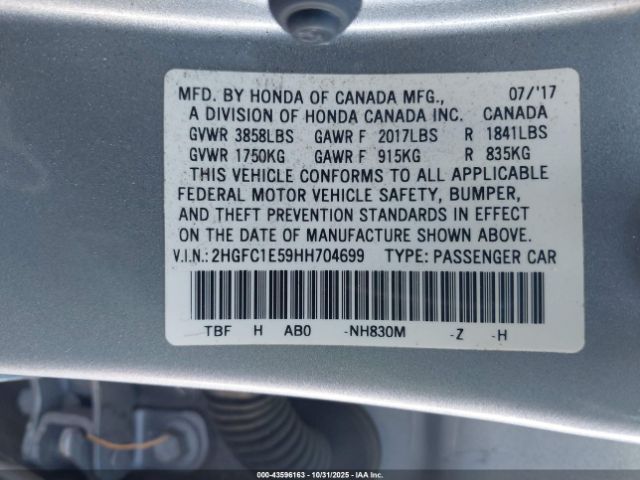 MFD. BY HONDA OF CANADA MFG., 07/'17
A DIVISION OF HONDA CANADA INC. CANADA
GVWR 3858LBS GAWR F 2017LBS R 1841LBS
GVWR 1750KG GAWR F 915KG R 835KG
THIS VEHICLE CONFORMS TO ALL APPLICABLE
FEDERAL MOTOR VEHICLE SAFETY, BUMPER,
AND THEFT PREVENTION STANDARDS IN EFFECT
ON THE DATE OF MANUFACTURE SHOWN ABOVE.
V.I.N.: 2HGFC1E59HH704699 TYPE: PASSENGER CAR
TBF H AB0 -NH830M -Z -H
000-43596163 - 10/31/2025 - IAA Inc.